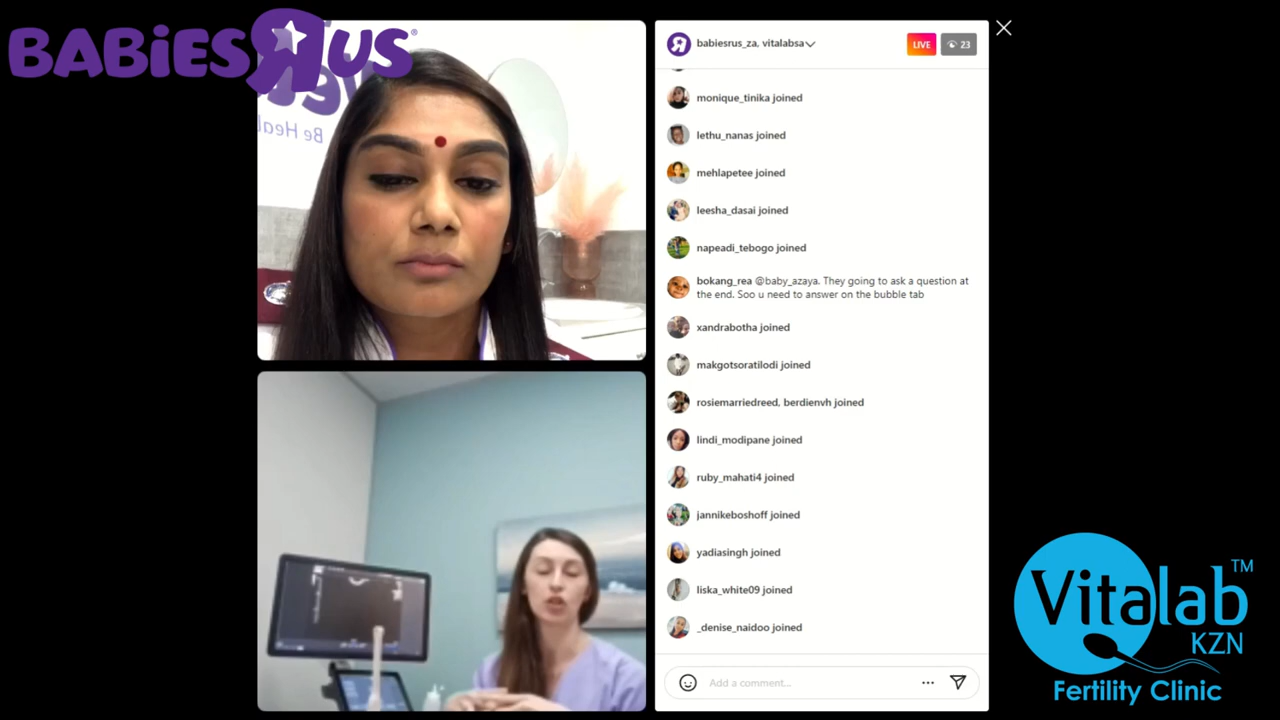 BABiES R US®
Be Heal
babiesrus_za, vitalabsa
LIVE
23
monique_tinika joined
lethu_nanas joined
mehlapetee joined
leesha_dasai joined
napeadi_tebogo joined
bokang_rea @baby_azaya. They going to ask a question at
the end. Soo u need to answer on the bubble tab
xandrabotha joined
makgotsoratilodi joined
rosiemarriedreed, berdienvh joined
lindi_modipane joined
ruby_mahati4 joined
jannikeboshoff joined
yadiasingh joined
liska_white09 joined
_denise_naidoo joined
Add a comment...
Vitalab™
KZN
Fertility Clinic